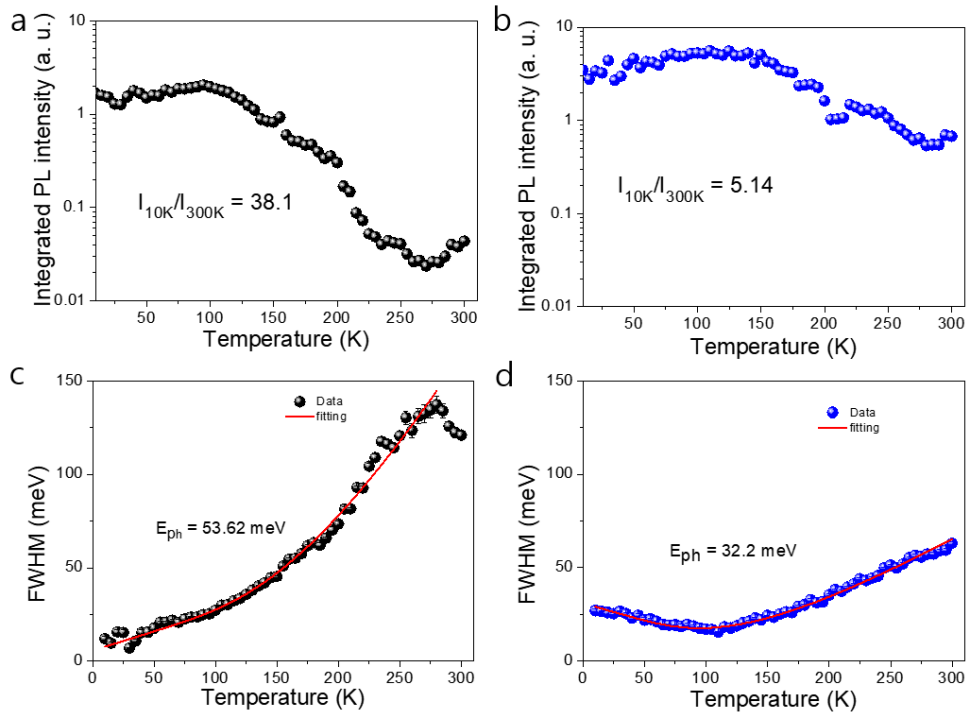 a
Integrated PL intensity (a. u.)
10
1
0.1
0.01
I10K/I300K = 38.1
50 100 150 200 250 300
Temperature (K)
b
Integrated PL intensity (a. u.)
10
1
0.1
0.01
I10K/I300K = 5.14
50 100 150 200 250 300
Temperature (K)
c
FWHM (meV)
150
100
50
0
Data
fitting
Eph = 53.62 meV
0 50 100 150 200 250 300
Temperature (K)
d
FWHM (meV)
150
100
50
0
Data
fitting
Eph = 32.2 meV
0 50 100 150 200 250 300
Temperature (K)